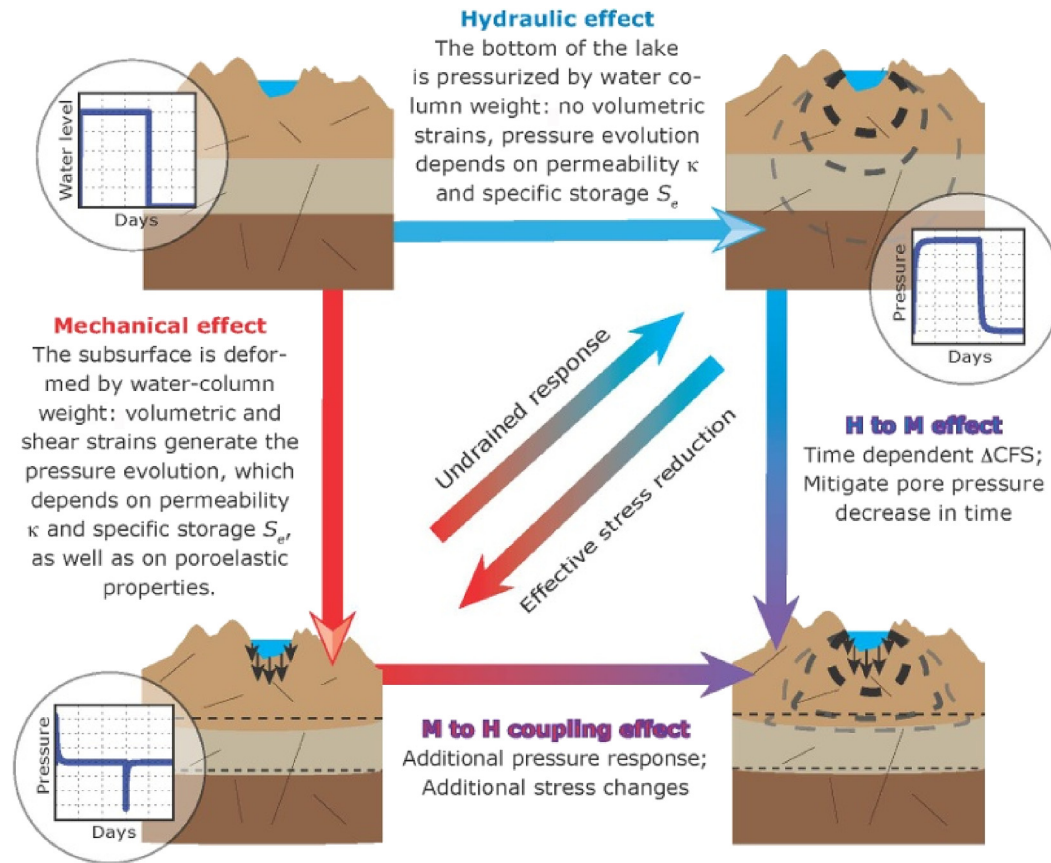 Hydraulic effect
The bottom of the lake
is pressurized by water co-
lumn weight: no volumetric
strains, pressure evolution
depends on permeability κ
and specific storage Se
Water level
Days
Pressure
Days
Mechanical effect
The subsurface is defor-
med by water-column
weight: volumetric and
shear strains generate the
pressure evolution, which
depends on permeability
κ and specific storage Se,
as well as on poroelastic
properties.
Undrained response
Effective stress reduction
H to M effect
Time dependent ΔCFS;
Mitigate pore pressure
decrease in time
M to H coupling effect
Additional pressure response;
Additional stress changes
Pressure
Days